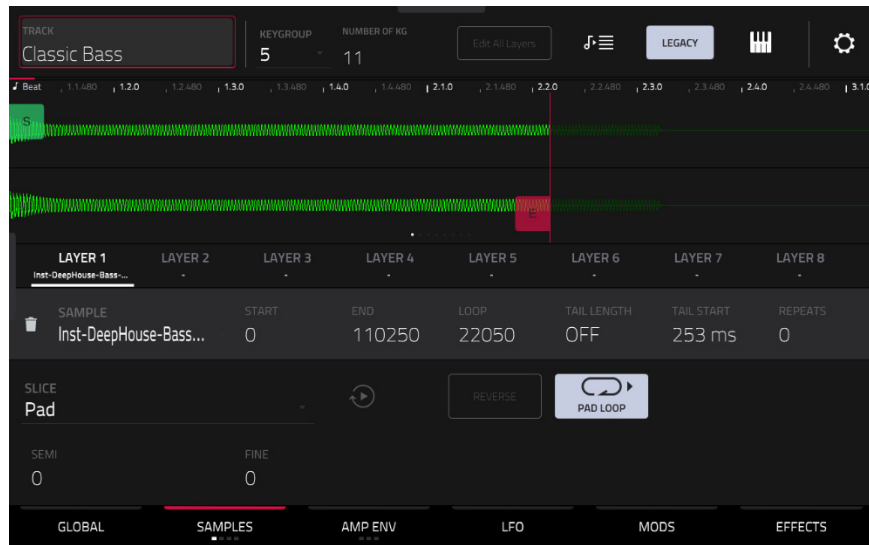 TRACK
Classic Bass
KEYGROUP
5
NUMBER OF KG
11
Edit All Layers
LEGACY
Beat 1.1.480 1.2.0 1.2.480 1.3.0 1.3.480 1.4.0 1.4.480 2.1.0 2.1.480 2.2.0 2.2.480 2.3.0 2.3.480 2.4.0 2.4.480 3.1.0
S
E
LAYER 1 LAYER 2 LAYER 3 LAYER 4 LAYER 5 LAYER 6 LAYER 7 LAYER 8
Inst-DeepHouse-Bass-... - - - - - - -
SAMPLE START END LOOP TAIL LENGTH TAIL START REPEATS
Inst-DeepHouse-Bass... 0 110250 22050 OFF 253 ms 0
SLICE
Pad
REVERSE
PAD LOOP
SEMI FINE
0 0
GLOBAL SAMPLES AMP ENV LFO MODS EFFECTS